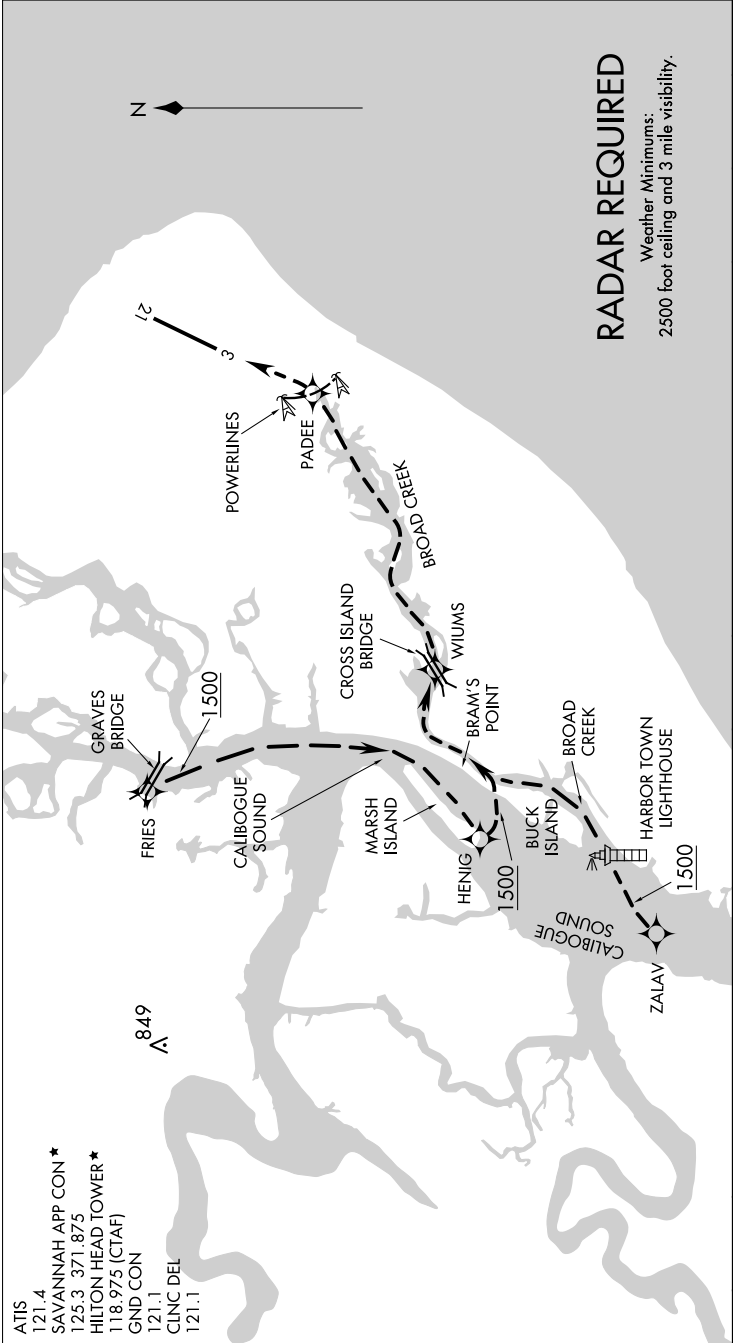 ATIS
121.4
SAVANNAH APP CON ★
125.3 371.875
HILTON HEAD TOWER ★
118.975 (CTAF)
GND CON
121.1
CLNC DEL
121.1
849
FRIES
GRAVES
BRIDGE
1500
CALIBOGUE
SOUND
MARSH
ISLAND
HENIG
1500
BRAM'S
POINT
BUCK
ISLAND
BROAD
CREEK
HARBOR TOWN
LIGHTHOUSE
1500
CALIBOGUE
SOUND
ZALAV
CROSS ISLAND
BRIDGE
WIUMS
BROAD CREEK
POWERLINES
PADEE
3
21
N
RADAR REQUIRED
Weather Minimums:
2500 foot ceiling and 3 mile visibility.